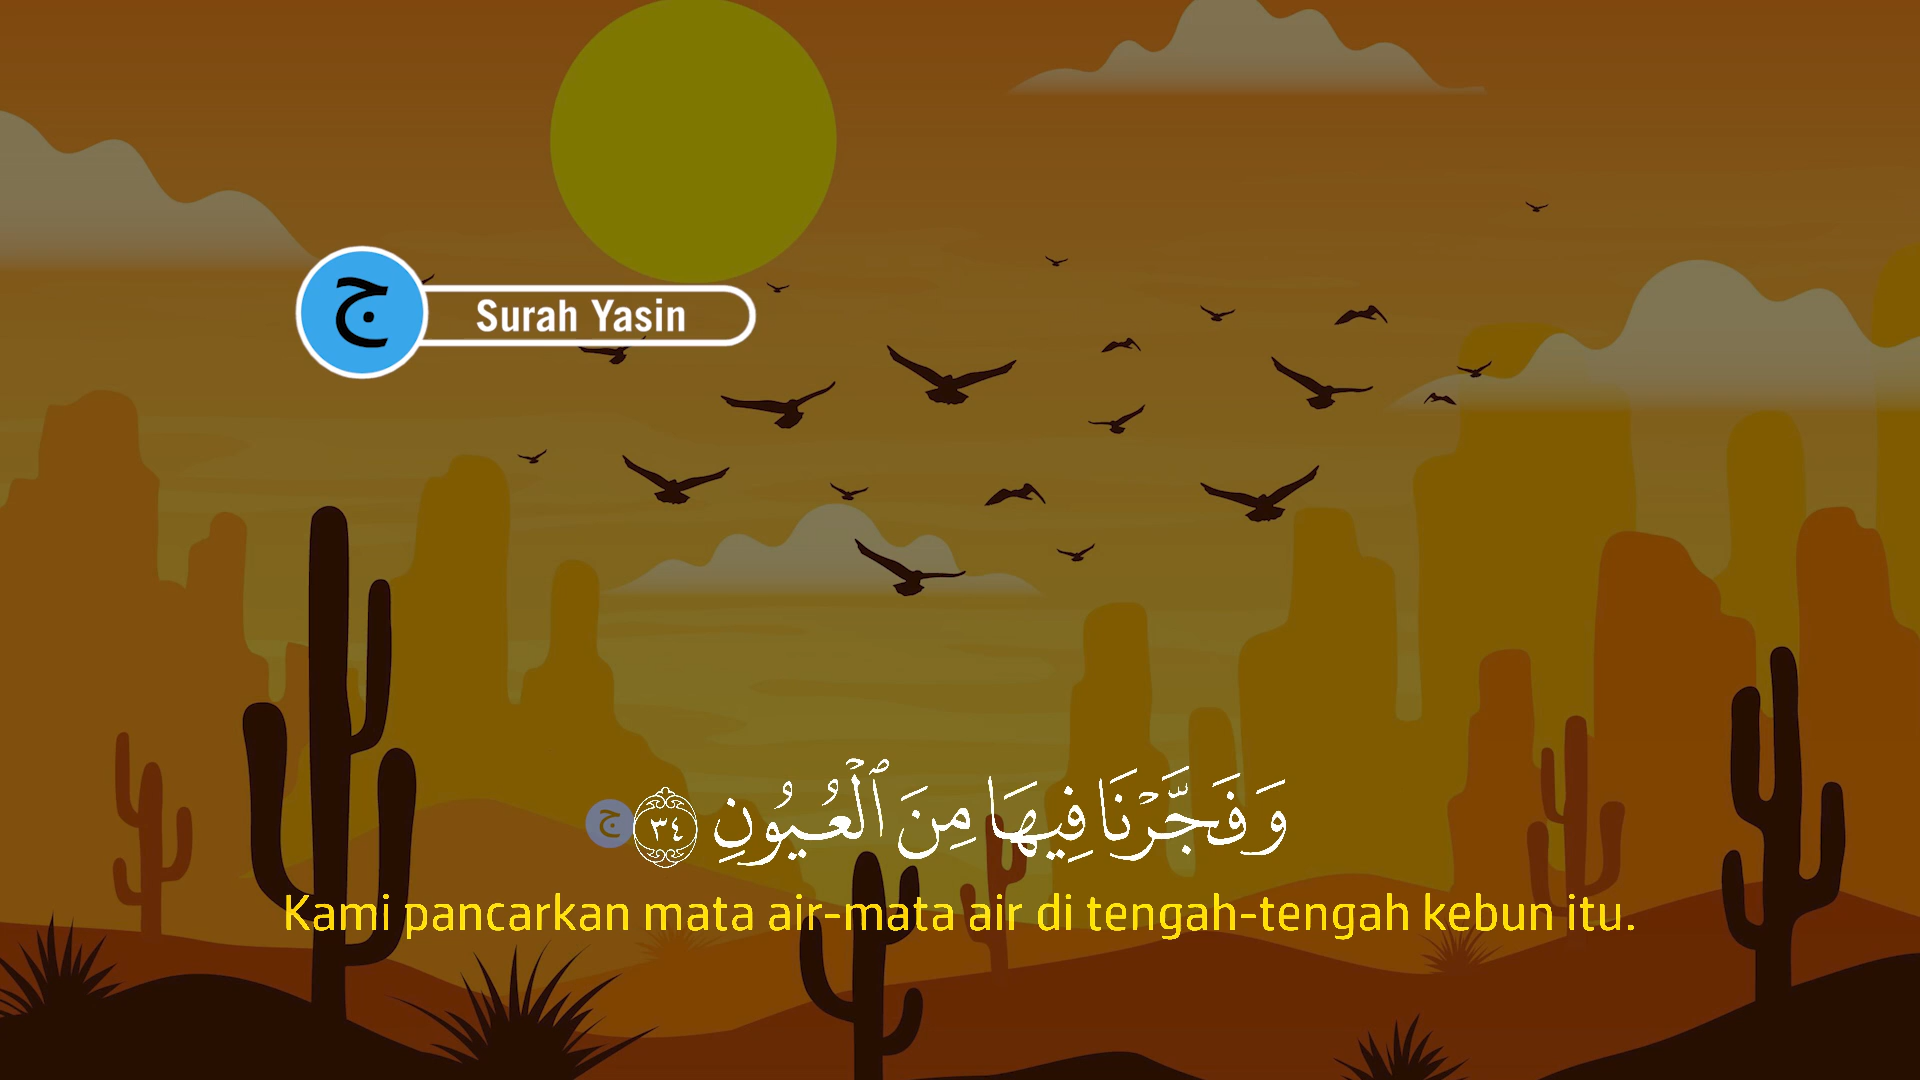 ج
Surah Yasin
وَفَجَّرْنَا فِيهَا مِنَ ٱلْعُيُونِ ٣٤ ج
Kami pancarkan mata air-mata air di tengah-tengah kebun itu.